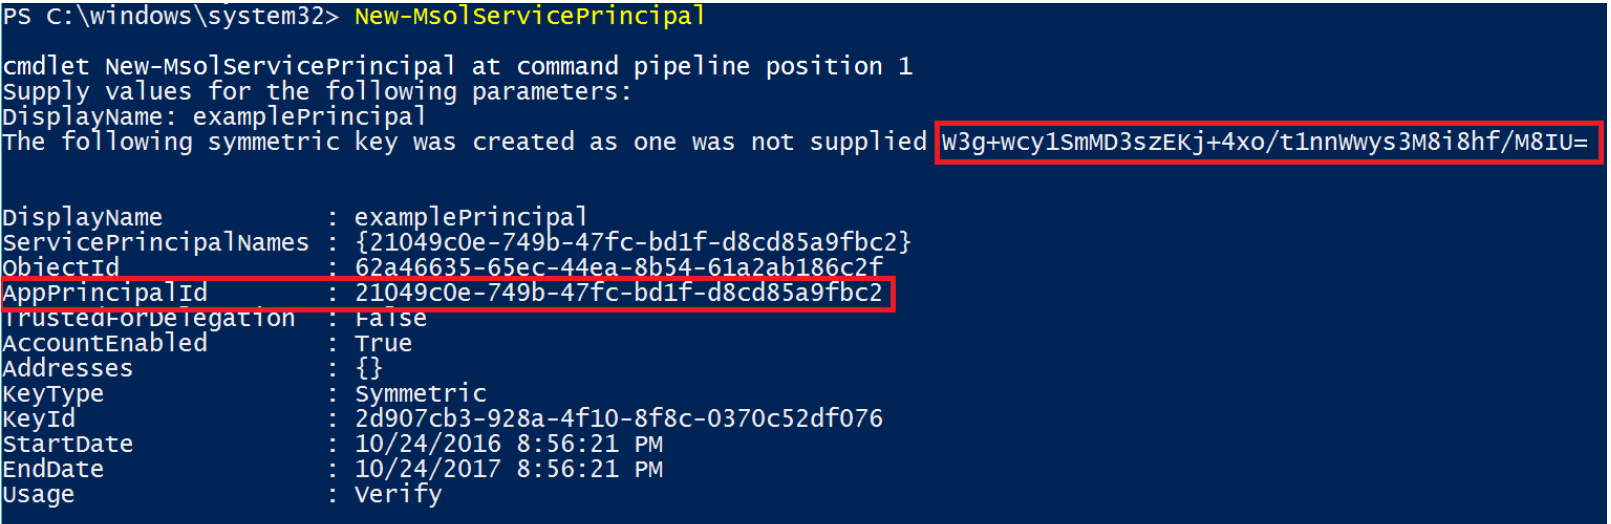 PS C:\windows\system32> New-MsolServicePrincipal
cmdlet New-MsolServicePrincipal at command pipeline position 1
Supply values for the following parameters:
DisplayName: examplePrincipal
The following symmetric key was created as one was not supplied W3g+wcy1SmMD3szEKj+4xo/t1nnWwys3M8i8hf/M8IU=
DisplayName : examplePrincipal
ServicePrincipalNames : {21049c0e-749b-47fc-bd1f-d8cd85a9fbc2}
ObjectId : 62a46635-65ec-44ea-8b54-61a2ab186c2f
AppPrincipalId : 21049c0e-749b-47fc-bd1f-d8cd85a9fbc2
TrustedForDelegation : False
AccountEnabled : True
Addresses : {}
KeyType : Symmetric
KeyId : 2d907cb3-928a-4f10-8f8c-0370c52df076
StartDate : 10/24/2016 8:56:21 PM
EndDate : 10/24/2017 8:56:21 PM
Usage : Verify